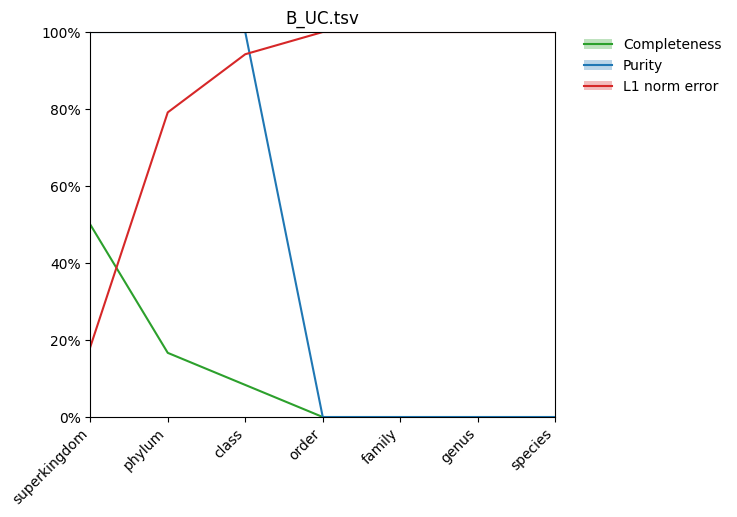 B_UC.tsv
100%
80%
60%
40%
20%
0%
superkingdom
phylum
class
order
family
genus
species
Completeness
Purity
L1 norm error